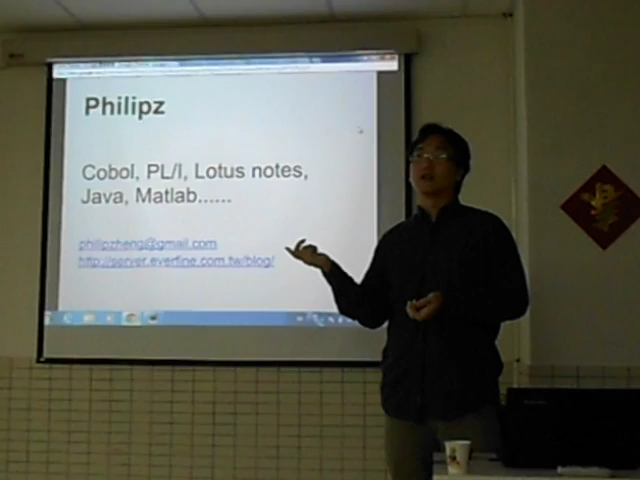 Philipz
Cobol, PL/I, Lotus notes,
Java, Matlab......
philipzheng@gmail.com
http://server.everfine.com.tw/blog/